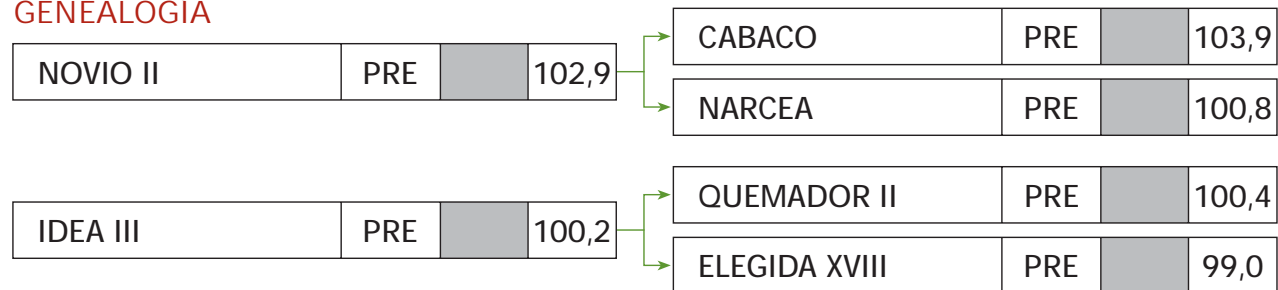 GENEALOGÍA
NOVIO II PRE 102,9
CABACO PRE 103,9
NARCEA PRE 100,8
IDEA III PRE 100,2
QUEMADOR II PRE 100,4
ELEGIDA XVIII PRE 99,0